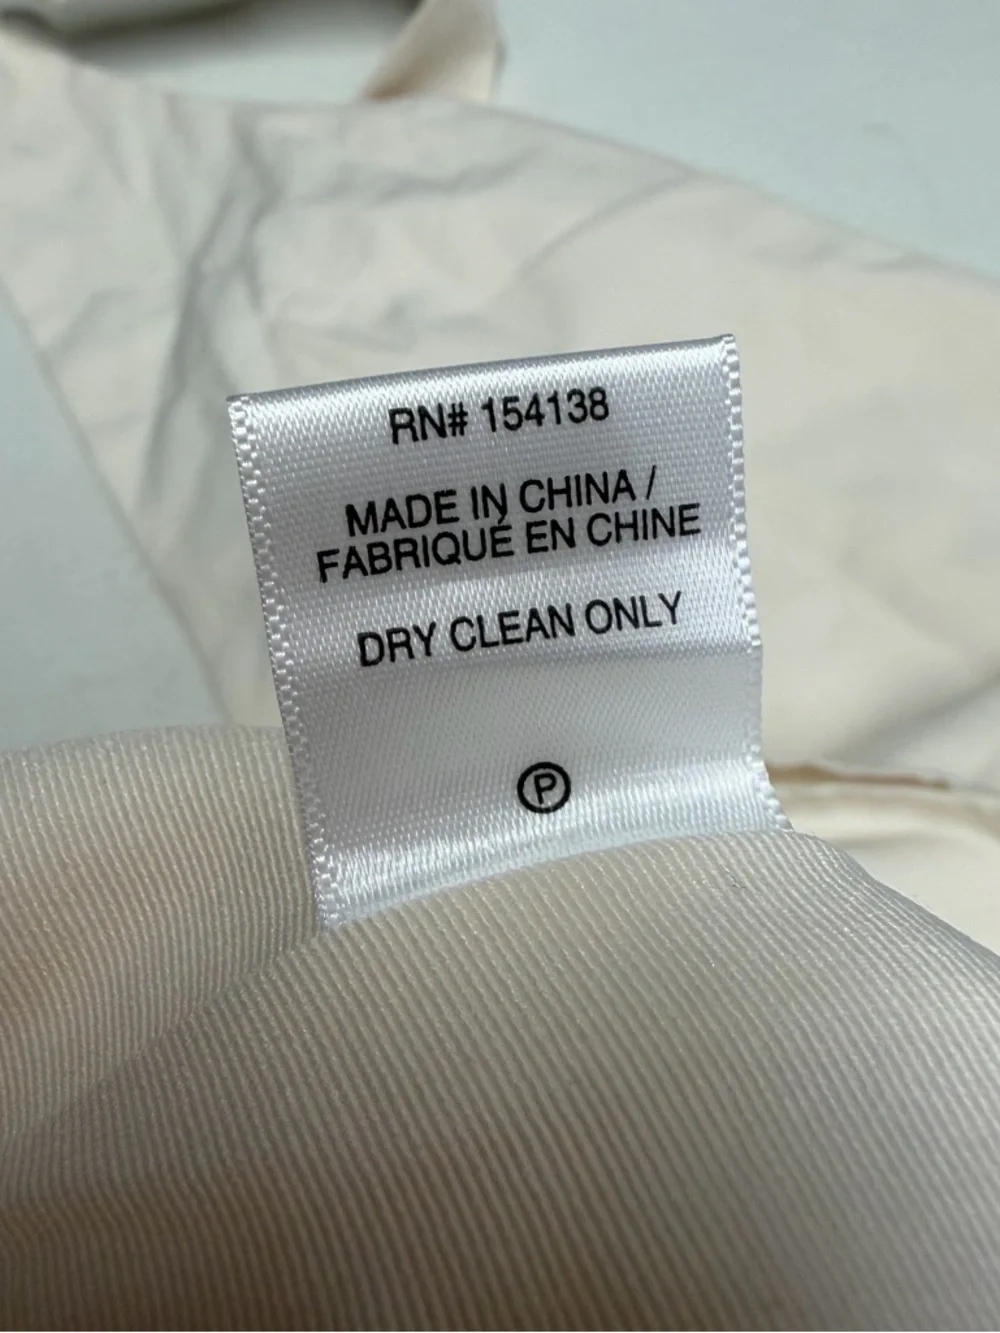 RN# 154138
MADE IN CHINA /
FABRIQUÉ EN CHINE
DRY CLEAN ONLY
P